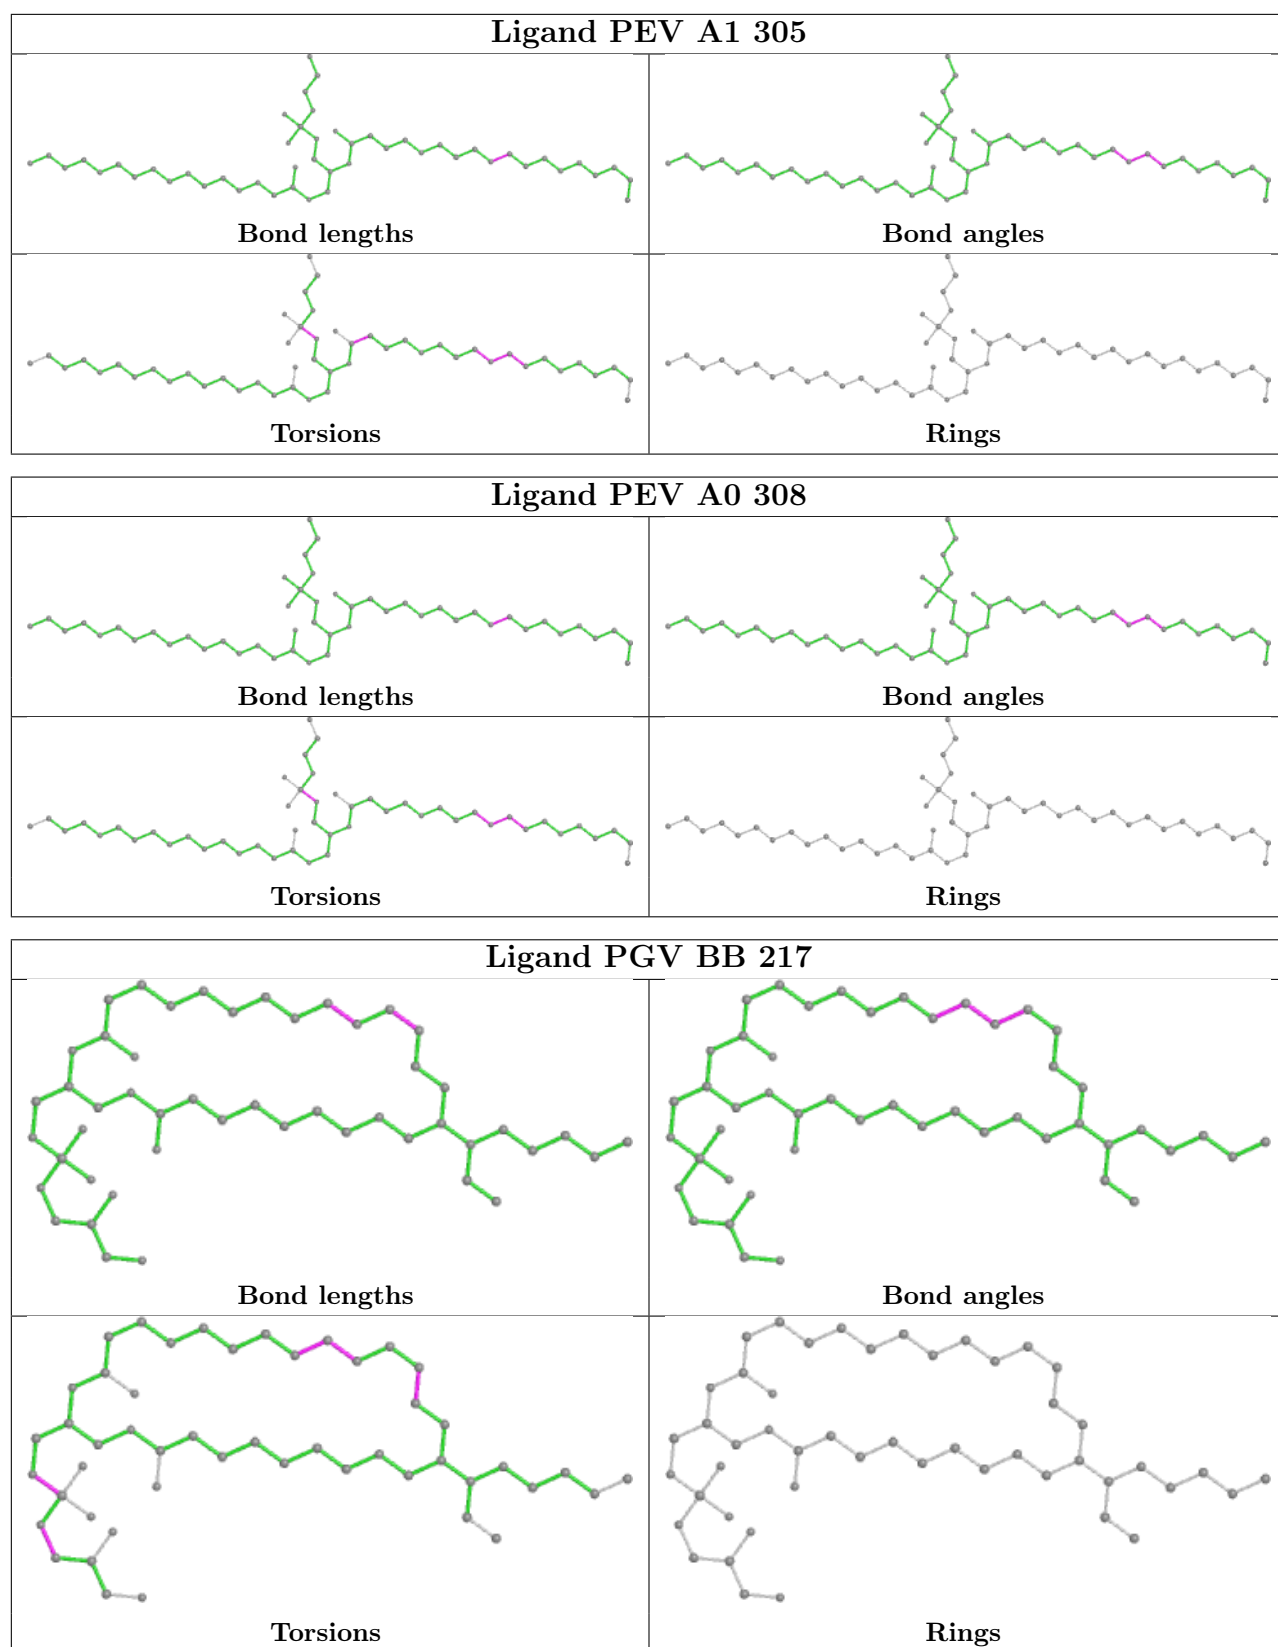 Ligand PEV A1 305
Bond lengths
Bond angles
Torsions
Rings
Ligand PEV A0 308
Bond lengths
Bond angles
Torsions
Rings
Ligand PGV BB 217
Bond lengths
Bond angles
Torsions
Rings